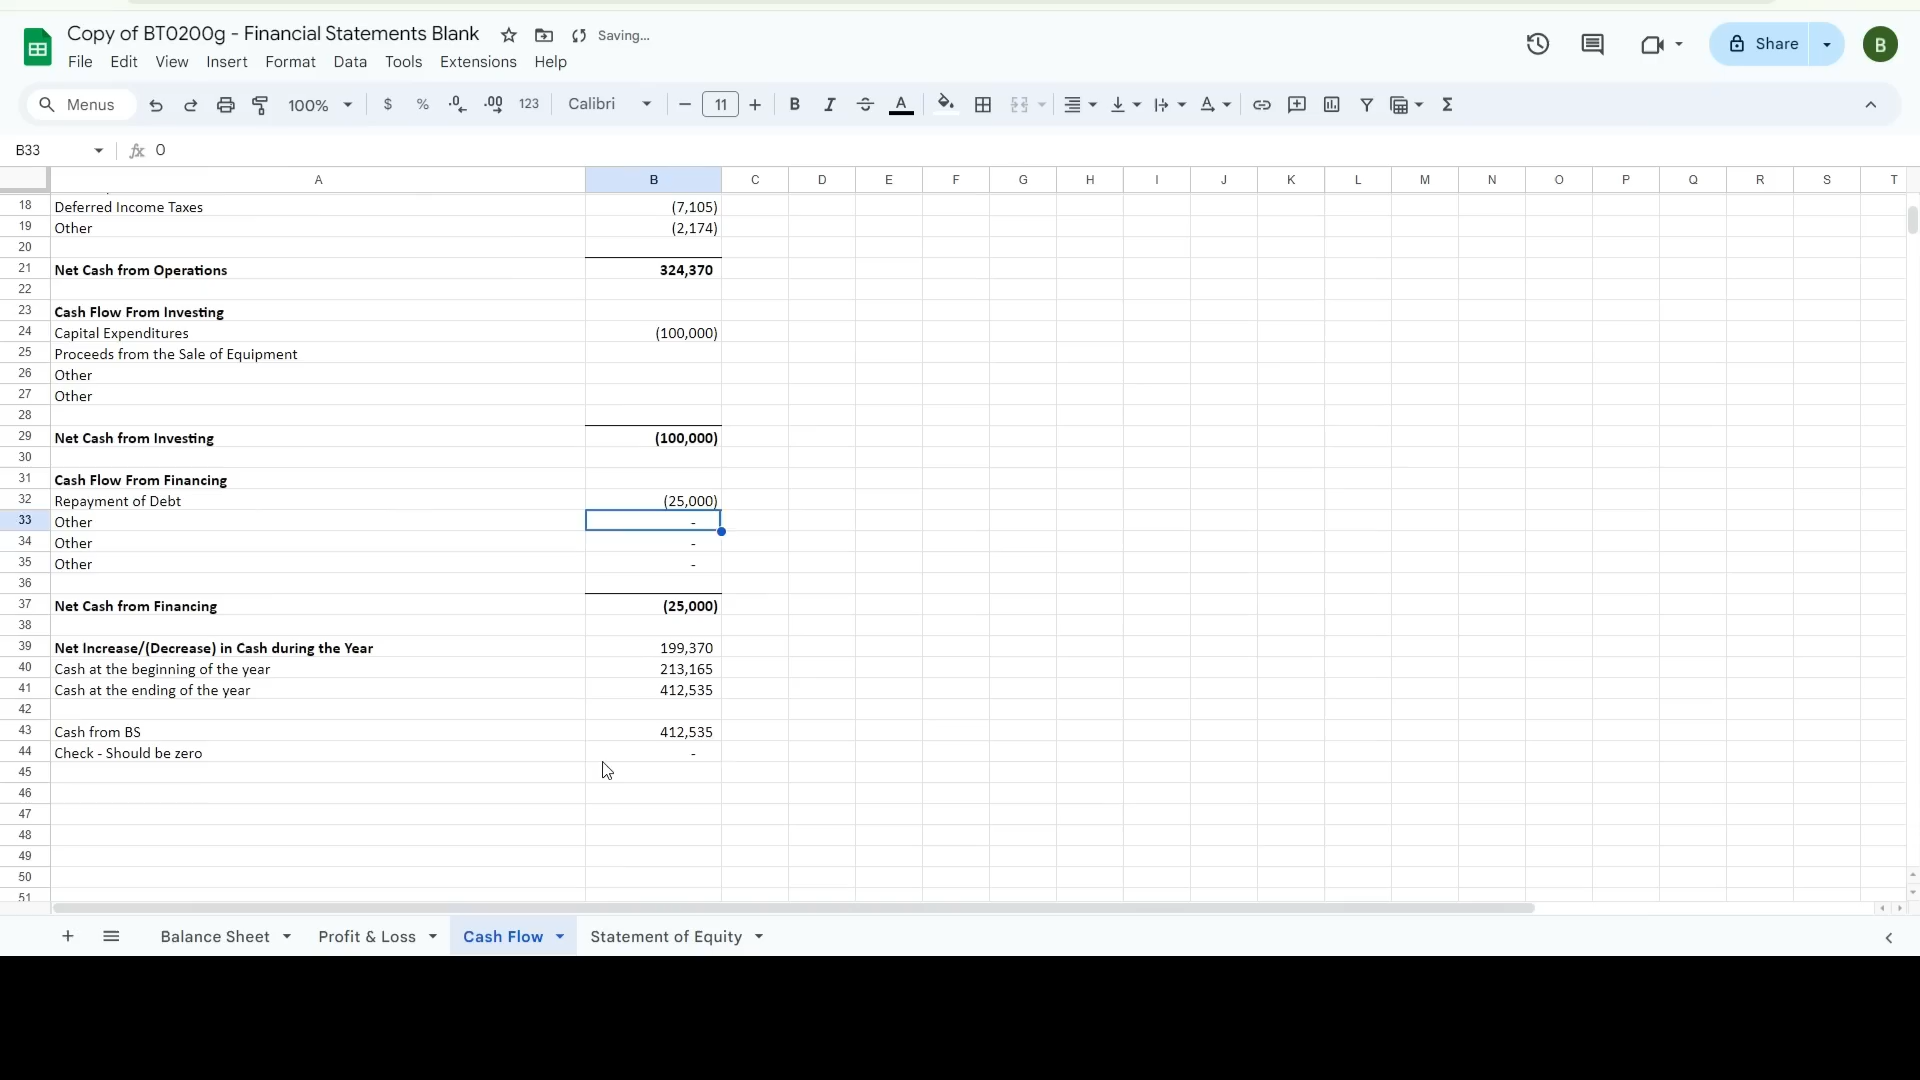 Copy of BT0200g - Financial Statements Blank Saving...
File Edit View Insert Format Data Tools Extensions Help
Share
B
Menus 100% $ % .0 .00 123 Calibri 11 B I A Σ
B33 fx 0
A B C D E F G H I J K L M N O P Q R S T
18 Deferred Income Taxes (7,105)
19 Other (2,174)
20
21 Net Cash from Operations 324,370
22
23 Cash Flow From Investing
24 Capital Expenditures (100,000)
25 Proceeds from the Sale of Equipment
26 Other
27 Other
28
29 Net Cash from Investing (100,000)
30
31 Cash Flow From Financing
32 Repayment of Debt (25,000)
33 Other -
34 Other -
35 Other -
36
37 Net Cash from Financing (25,000)
38
39 Net Increase/(Decrease) in Cash during the Year 199,370
40 Cash at the beginning of the year 213,165
41 Cash at the ending of the year 412,535
42
43 Cash from BS 412,535
44 Check - Should be zero -
45
46
47
48
49
50
51
Balance Sheet Profit & Loss Cash Flow Statement of Equity